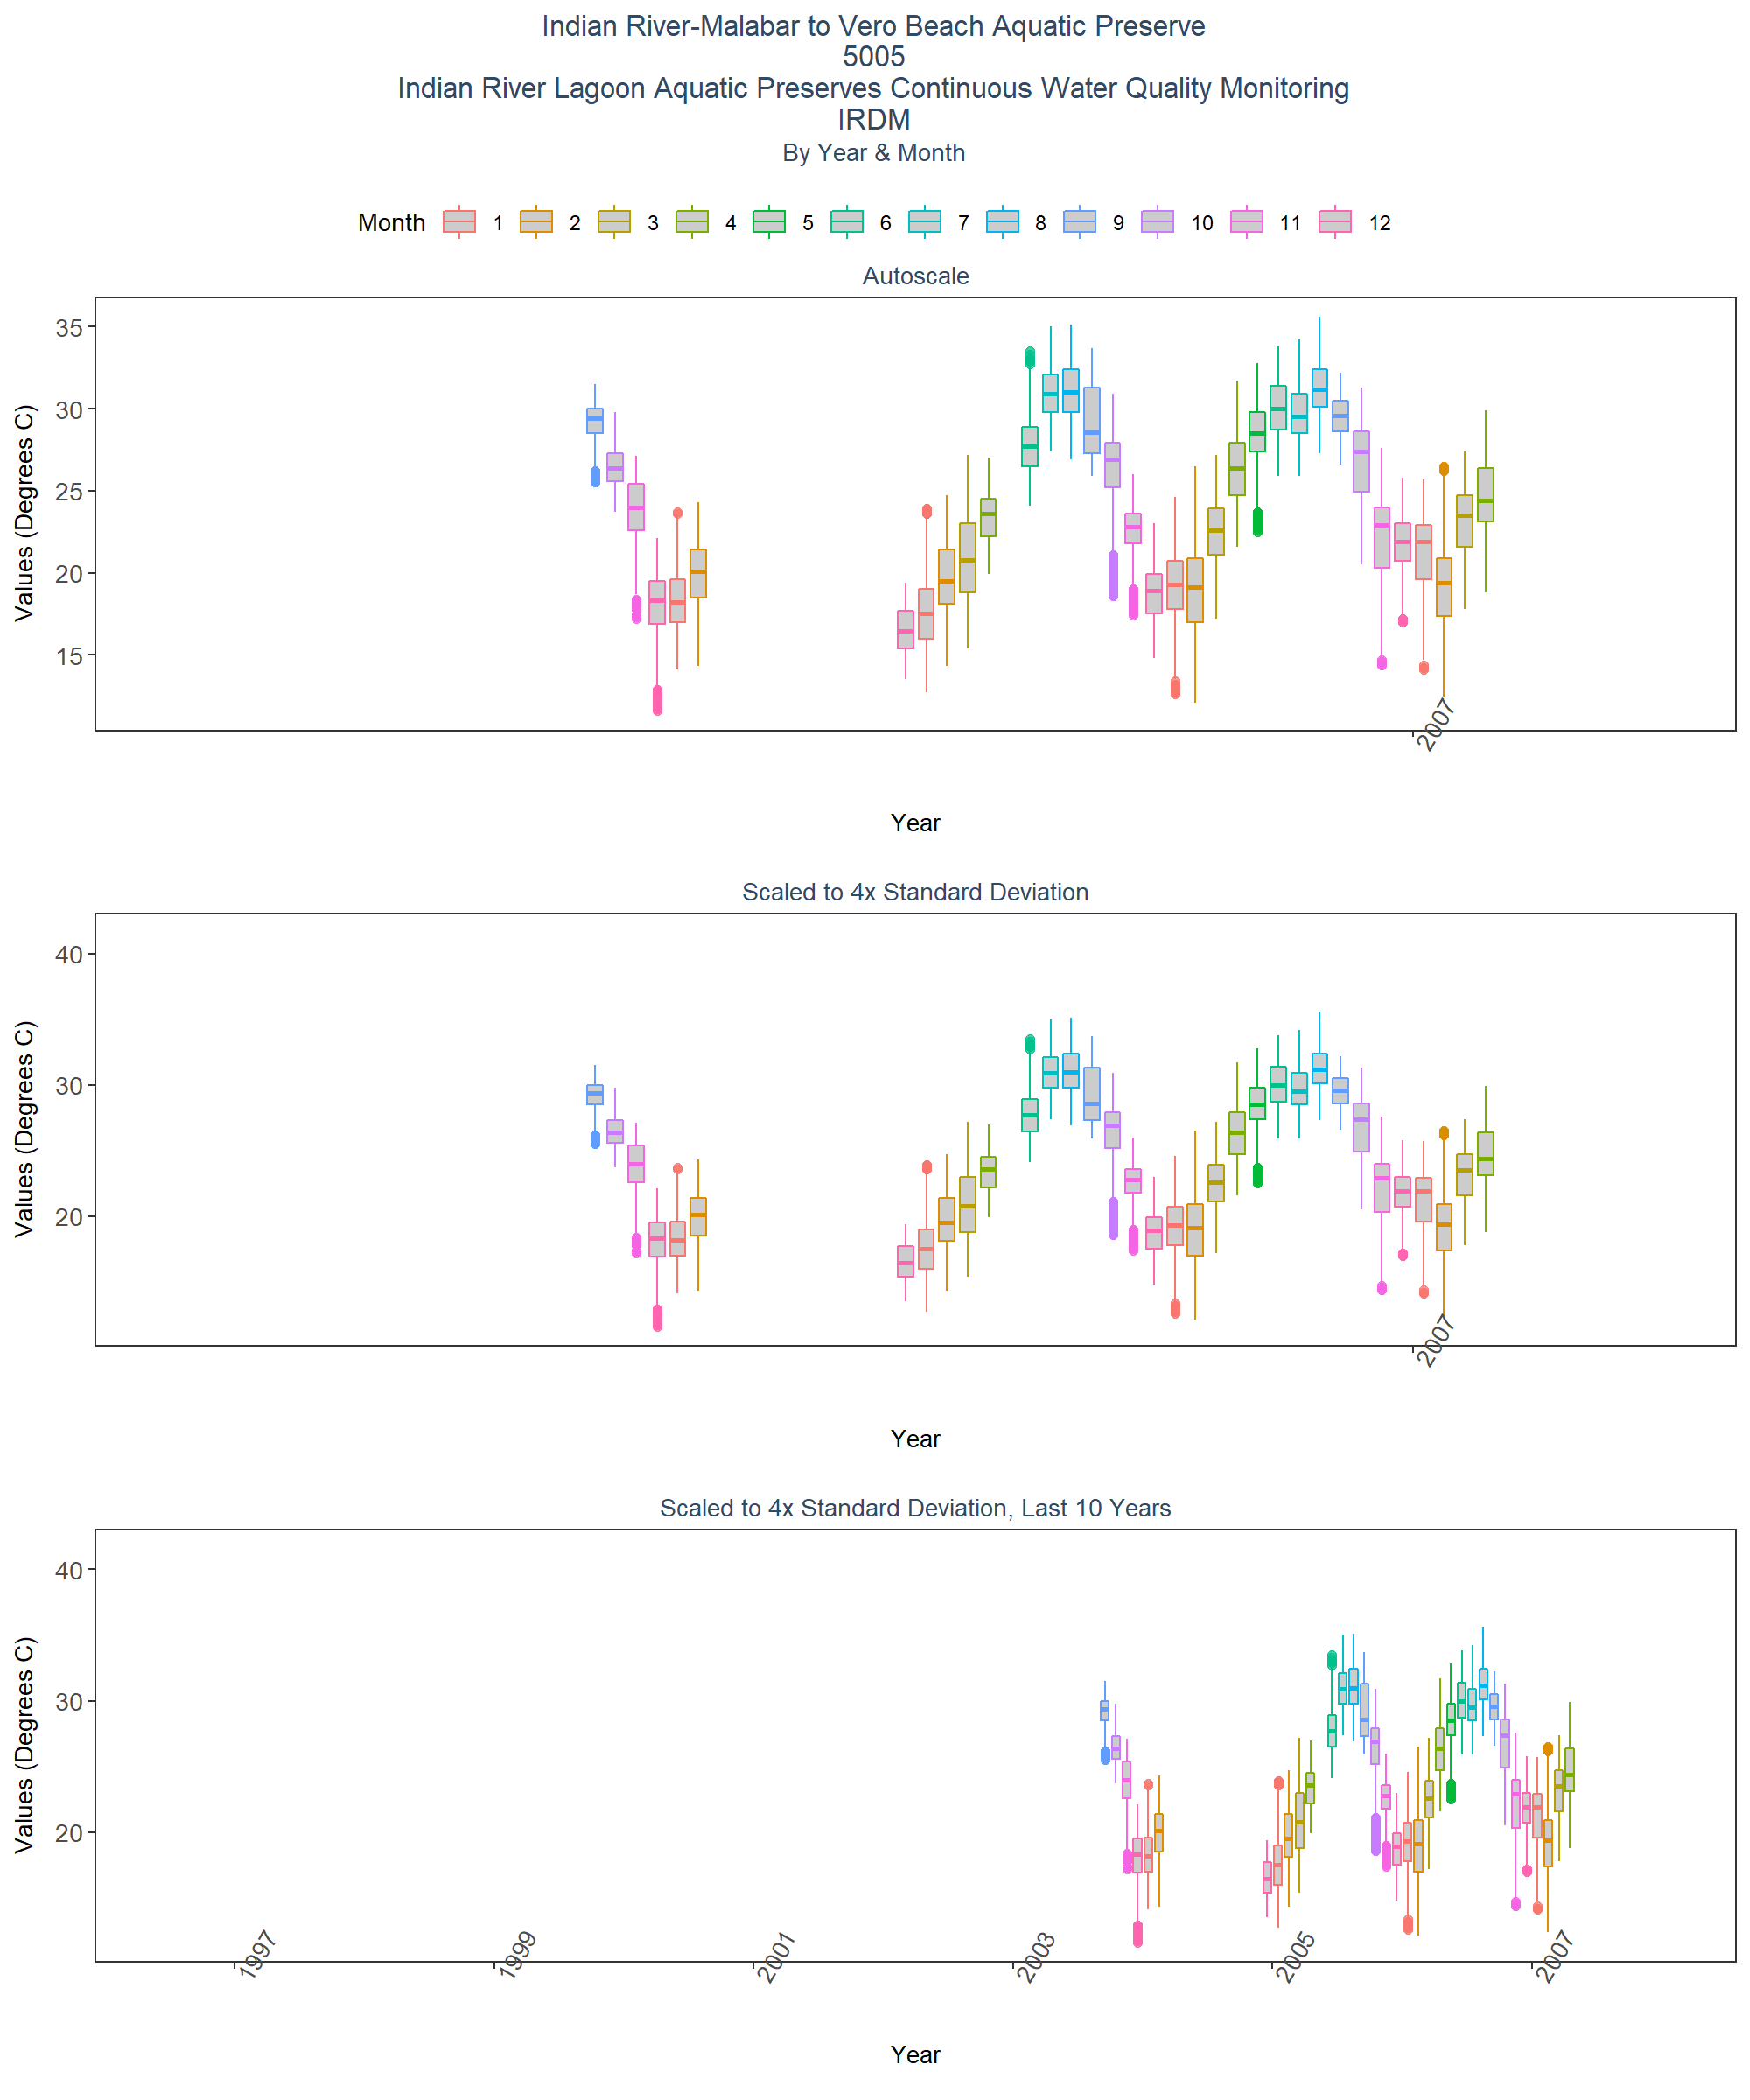 Indian River-Malabar to Vero Beach Aquatic Preserve
5005
Indian River Lagoon Aquatic Preserves Continuous Water Quality Monitoring
IRDM
By Year & Month
Month 1 2 3 4 5 6 7 8 9 10 11 12
Autoscale
Values (Degrees C)
35
30
25
20
15
2007
Year
Scaled to 4x Standard Deviation
Values (Degrees C)
40
30
20
2007
Year
Scaled to 4x Standard Deviation, Last 10 Years
Values (Degrees C)
40
30
20
1997 1999 2001 2003 2005 2007
Year